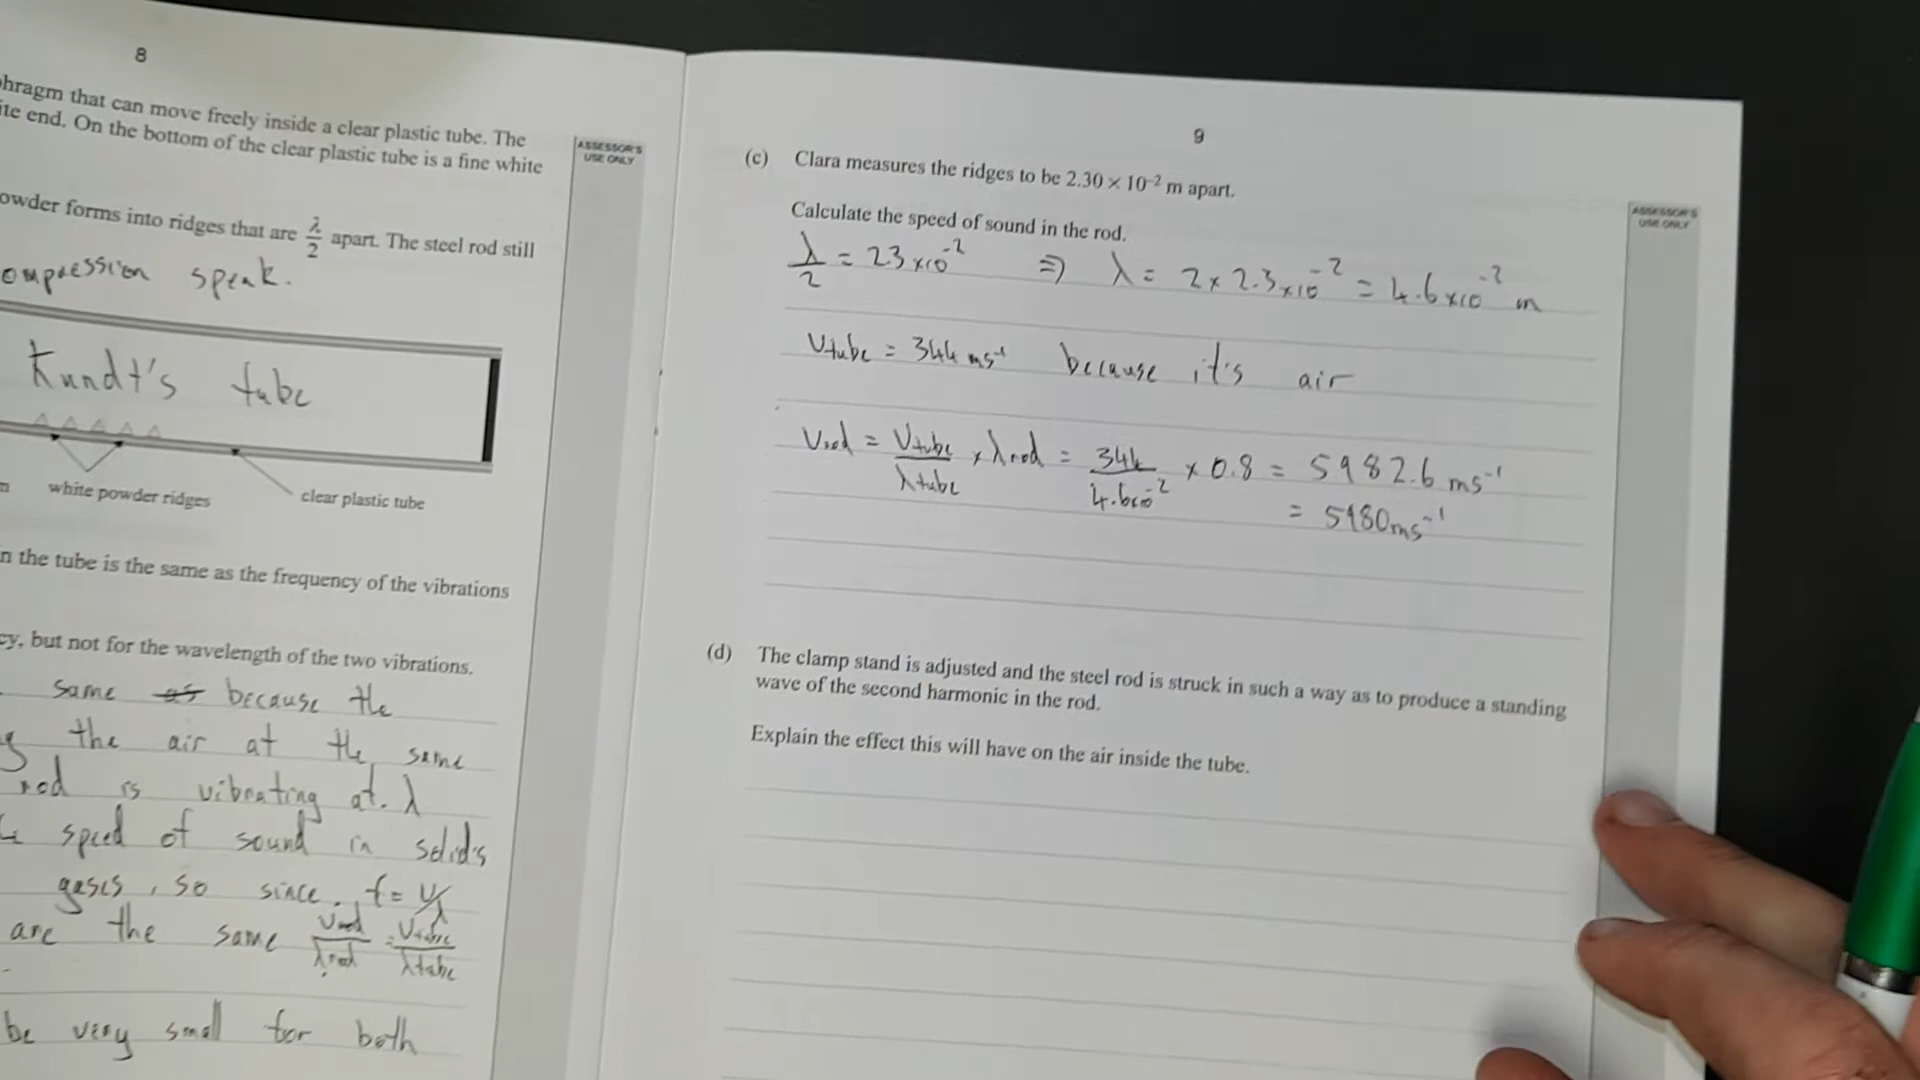 8
phragm that can move freely inside a clear plastic tube. The
ite end. On the bottom of the clear plastic tube is a fine white
ASSESSOR'S
USE ONLY
owder forms into ridges that are λ/2 apart. The steel rod still
ompression speak.
Kundt's tube
white powder ridges
clear plastic tube
n the tube is the same as the frequency of the vibrations
cy, but not for the wavelength of the two vibrations.
same as because the
g the air at the same
rod is vibrating at. λ
speed of sound in solids
gases, so since f = v/λ
are the same Vrod/λrod = Vtube/λtube
be very small for both
9
ASSESSOR'S
USE ONLY
(c) Clara measures the ridges to be 2.30 × 10⁻² m apart.
Calculate the speed of sound in the rod.
λ/2 = 23×10⁻² ⇒ λ = 2 × 2.3×10⁻² = 4.6×10⁻² m
Vtube = 344 ms⁻¹ because it's air
Vrod = Vtube/λtube × λrod = 344/4.6×10⁻² × 0.8 = 5982.6 ms⁻¹
= 5980ms⁻¹
(d) The clamp stand is adjusted and the steel rod is struck in such a way as to produce a standing
wave of the second harmonic in the rod.
Explain the effect this will have on the air inside the tube.